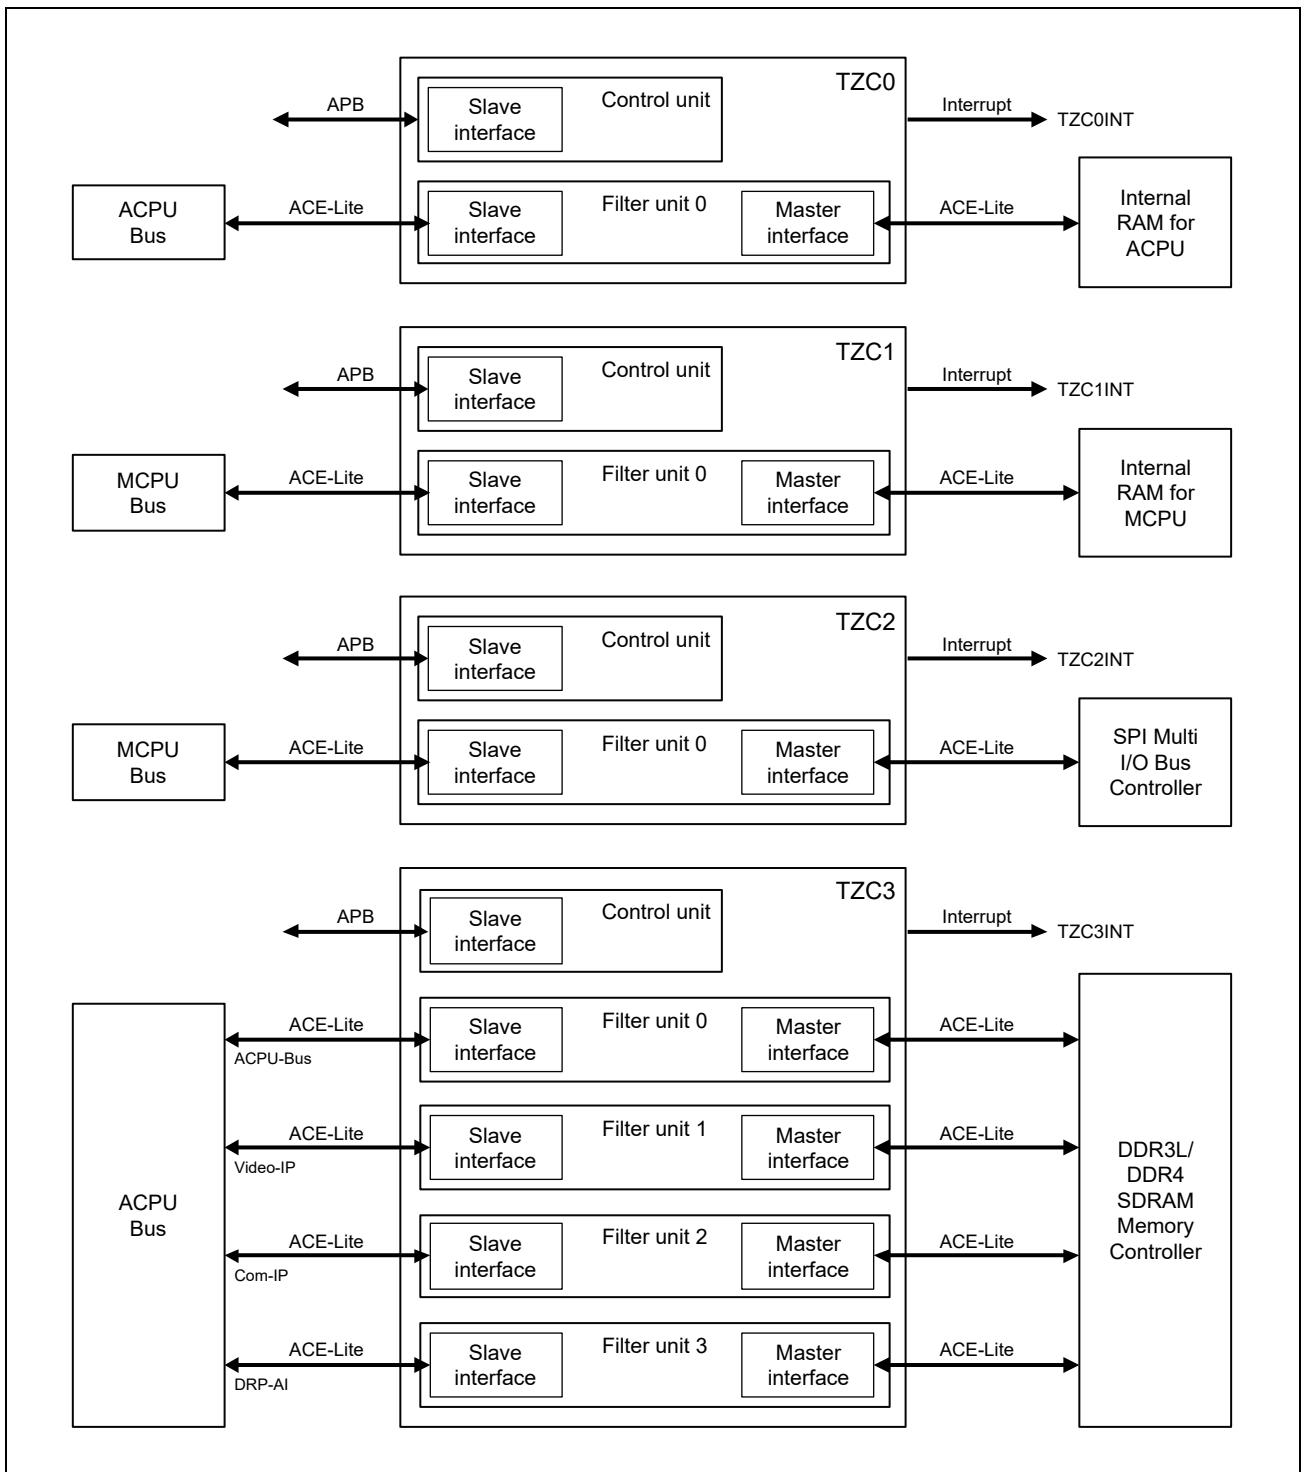 TZC0
APB
Slave
interface
Control unit
Interrupt
TZC0INT
ACPU
Bus
ACE-Lite
Slave
interface
Filter unit 0
Master
interface
ACE-Lite
Internal
RAM for
ACPU
TZC1
APB
Slave
interface
Control unit
Interrupt
TZC1INT
MCPU
Bus
ACE-Lite
Slave
interface
Filter unit 0
Master
interface
ACE-Lite
Internal
RAM for
MCPU
TZC2
APB
Slave
interface
Control unit
Interrupt
TZC2INT
MCPU
Bus
ACE-Lite
Slave
interface
Filter unit 0
Master
interface
ACE-Lite
SPI Multi
I/O Bus
Controller
TZC3
APB
Slave
interface
Control unit
Interrupt
TZC3INT
ACPU
Bus
ACE-Lite
ACPU-Bus
Slave
interface
Filter unit 0
Master
interface
ACE-Lite
ACE-Lite
Video-IP
Slave
interface
Filter unit 1
Master
interface
ACE-Lite
ACE-Lite
Com-IP
Slave
interface
Filter unit 2
Master
interface
ACE-Lite
ACE-Lite
DRP-AI
Slave
interface
Filter unit 3
Master
interface
ACE-Lite
DDR3L/
DDR4
SDRAM
Memory
Controller